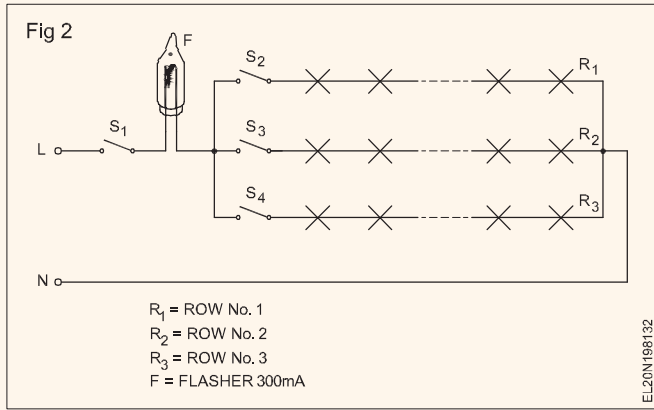 Fig 2
F
S2
R1
S1
S3
R2
L
S4
R3
N
R1 = ROW No. 1
R2 = ROW No. 2
R3 = ROW No. 3
F = FLASHER 300mA
EL20N198132